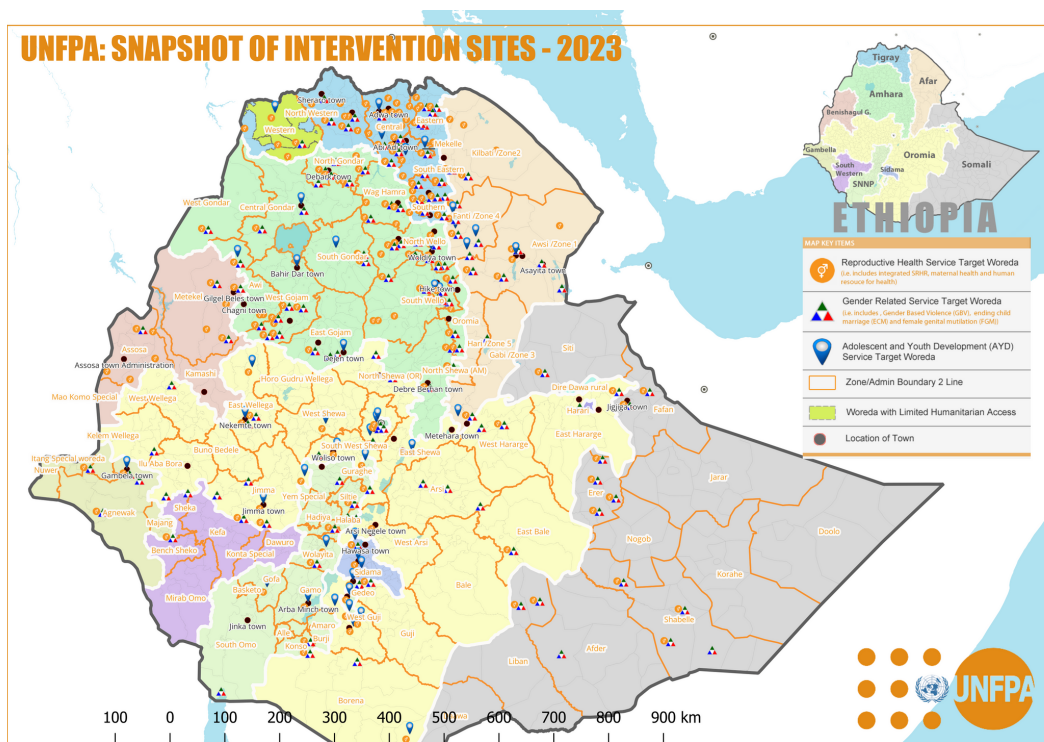 UNFPA: SNAPSHOT OF INTERVENTION SITES - 2023
Tigray
Afar
Amhara
Benishagul G.
Gambella
Oromia
Somali
South
Western
Sidama
SNNP
ETHIOPIA
MAP KEY ITEMS
Reproductive Health Service Target Woreda
(i.e. includes integrated SRHR, maternal health and human
resouce for health)
Gender Related Service Target Woreda
(i.e. includes , Gender Based Violence (GBV), ending child
marriage (ECM) and female genital mutilation (FGM))
Adolescent and Youth Development (AYD)
Service Target Woreda
Zone/Admin Boundary 2 Line
Woreda with Limited Humanitarian Access
Location of Town
Sheraro town
North Western
Western
Adwa town
Central
Eastern
Abi Adi town
Mekelle
South Eastern
Kilbati /Zone2
North Gondar
Debark town
Wag Hamra
Southern
West Gondar
Central Gondar
Fanti /Zone 4
Awsi /Zone 1
North Wello
Woldiya town
South Gondar
Bahir Dar town
Asayita town
Metekel
Awi
Gilgel Beles town
Chagni town
West Gojam
Hike town
South Wello
Oromia
East Gojam
Dejen town
Hari /Zone 5
Gabi /Zone 3
Siti
Assosa
Assosa town Administration
Kamashi
Mao Komo Special
West Wellega
Horo Gudru Wellega
North Shewa (OR)
North Shewa (AM)
Debre Berhan town
Dire Dawa rural
Harari
Jigjiga town
Fafan
East Wellega
Nekemte town
West Shewa
Metehara town
West Hararge
East Hararge
Kelem Wellega
Buno Bedele
South West Shewa
East Shewa
Woliso town
Itang Special woreda
Nuwer
Ilu Aba Bora
Gambela town
Guraghe
Arsi
Jarar
Agnewak
Jimma
Jimma town
Yem Special
Siltie
Erer
Sheka
Majang
Hadiya
Halaba
Arsi Negele town
Nogob
Doolo
Kefa
Bench Sheko
Konta Special
Dawuro
Wolayita
Hawasa town
West Arsi
East Bale
Korahe
Sidama
Mirab Omo
Gofa
Basketo
Gamo
Gedeo
Bale
Arba Minch town
West Guji
Shabelle
Jinka town
Amaro
Alle
Burji
Guji
South Omo
Konso
Liban
Afder
Borena
100 0 100 200 300 400 500 600 700 800 900 km
UNFPA